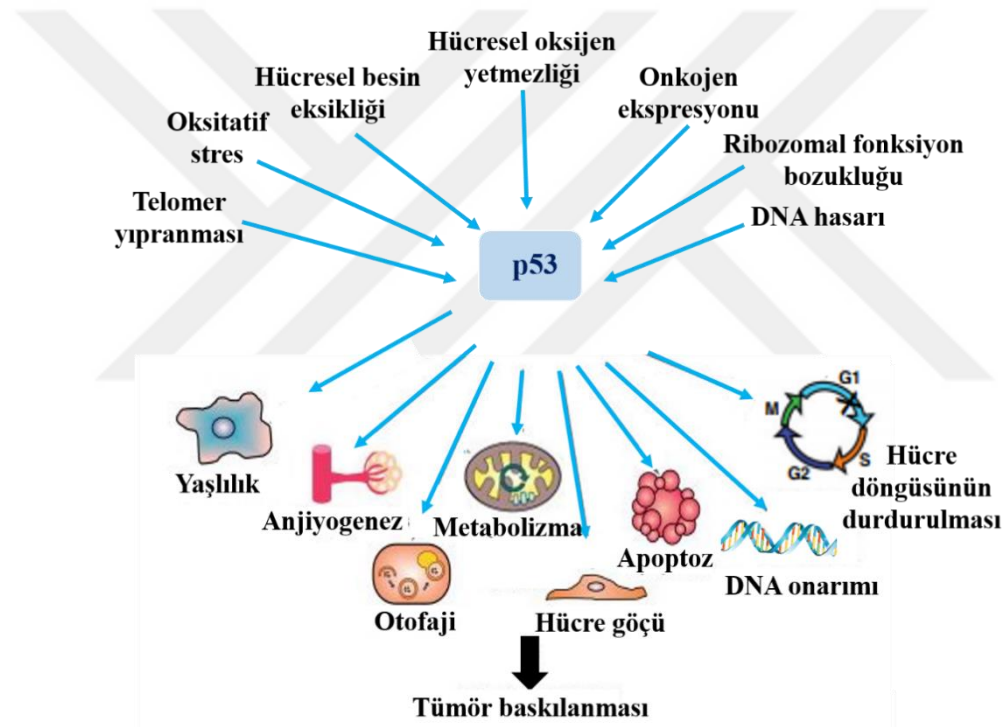 Hücresel oksijen
yetmezliği
Hücresel besin
eksikliği
Onkojen
ekspresyonu
Oksitatif
stres
Ribozomal fonksiyon
bozukluğu
Telomer
yıpranması
DNA hasarı
p53
G1
M
G2
S
Hücre
döngüsünün
durdurulması
Yaşlılık
Anjiyogenez
Metabolizma
Apoptoz
DNA onarımı
Otofaji
Hücre göçü
Tümör baskılanması